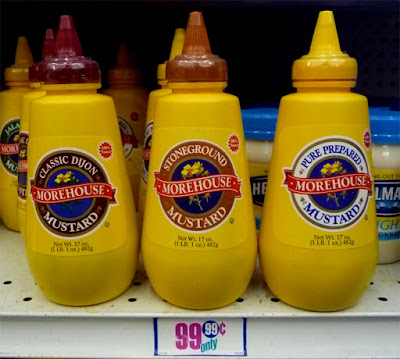 CLASSIC DIJON
MOREHOUSE
MUSTARD
Net Wt. 17 oz.
(1 LB. 1 oz.) 482g
STONEGROUND
MOREHOUSE
MUSTARD
Net Wt. 17 oz.
(1 LB. 1 oz.) 482g
PURE PREPARED
MOREHOUSE
MUSTARD
Net Wt. 17 oz.
(1 LB. 1 oz.) 482g
99 99 ¢
only